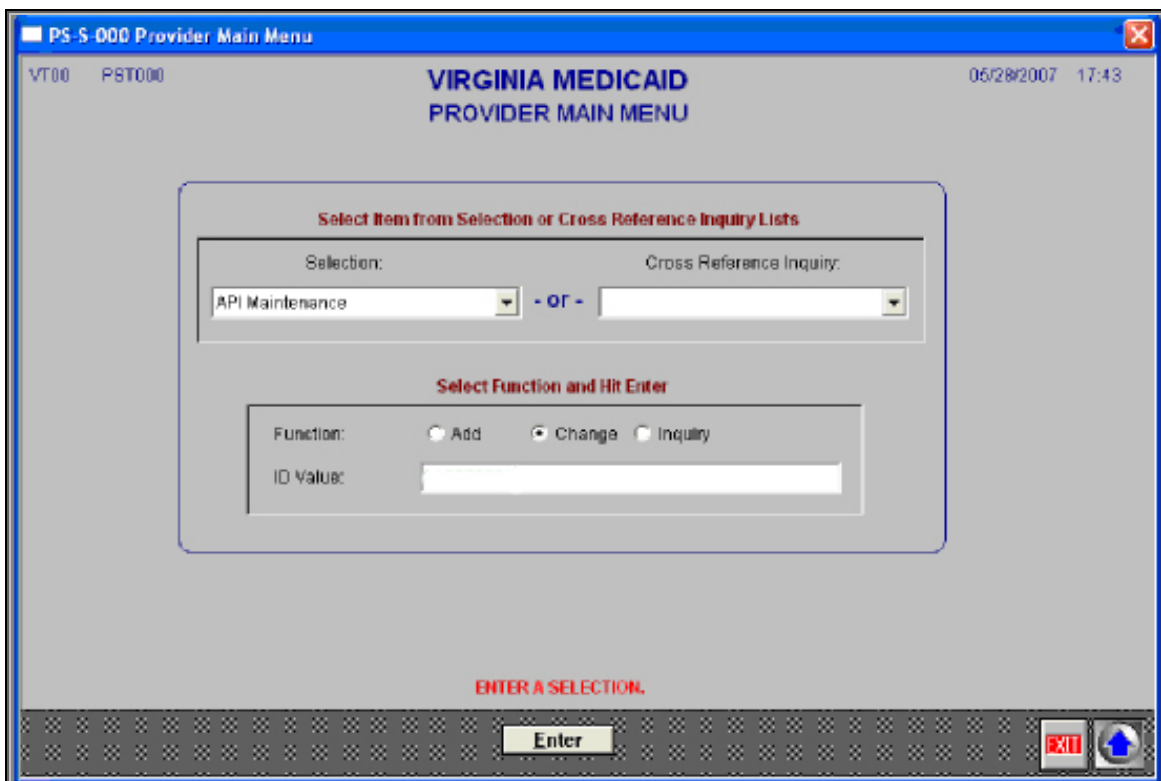 PS-S-000 Provider Main Menu
VT00 PST000 VIRGINIA MEDICAID 05/28/2007 17:43
PROVIDER MAIN MENU
Select Item from Selection or Cross Reference Inquiry Lists
Selection: Cross Reference Inquiry:
API Maintenance - or -
Select Function and Hit Enter
Function: Add Change Inquiry
ID Value:
ENTER A SELECTION.
Enter EXIT